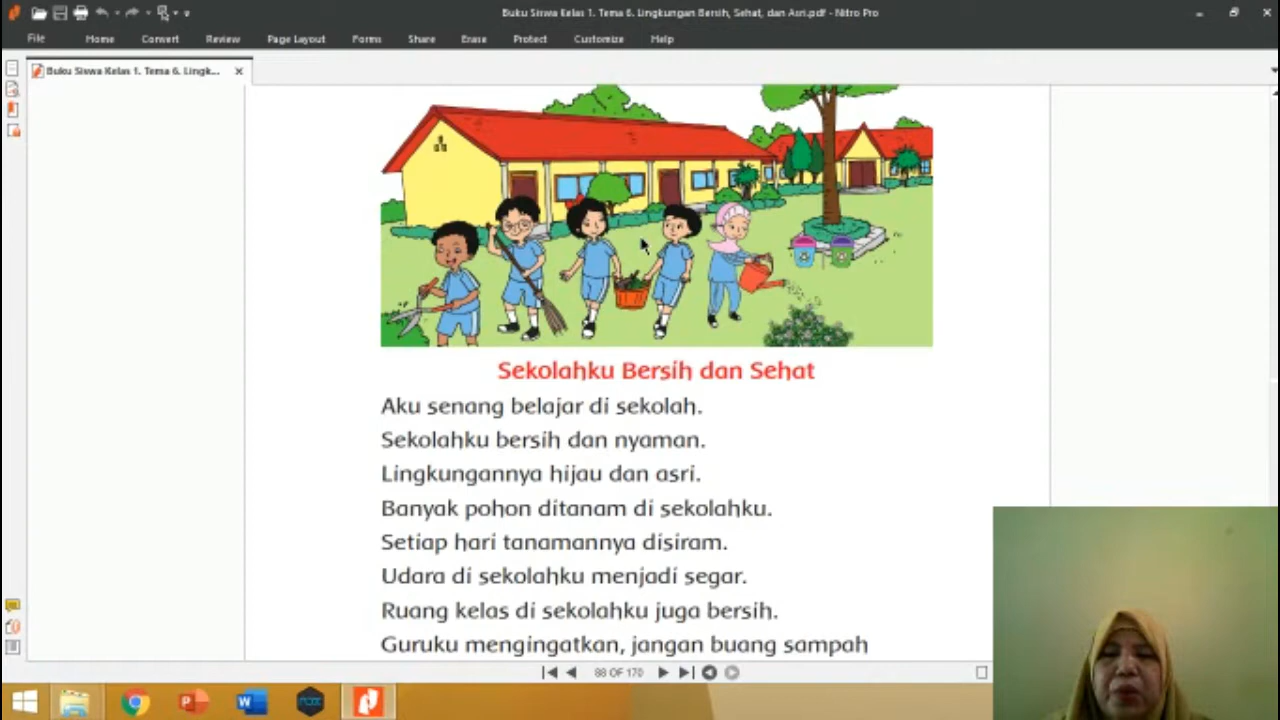 Buku Siswa Kelas 1. Tema 6. Lingkungan Bersih, Sehat, dan Asri.pdf - Nitro Pro
File Home Convert Review Page Layout Forms Share Erase Protect Customize Help
Buku Siswa Kelas 1. Tema 6. Lingk...
Sekolahku Bersih dan Sehat
Aku senang belajar di sekolah.
Sekolahku bersih dan nyaman.
Lingkungannya hijau dan asri.
Banyak pohon ditanam di sekolahku.
Setiap hari tanamannya disiram.
Udara di sekolahku menjadi segar.
Ruang kelas di sekolahku juga bersih.
Guruku mengingatkan, jangan buang sampah
88 OF 170